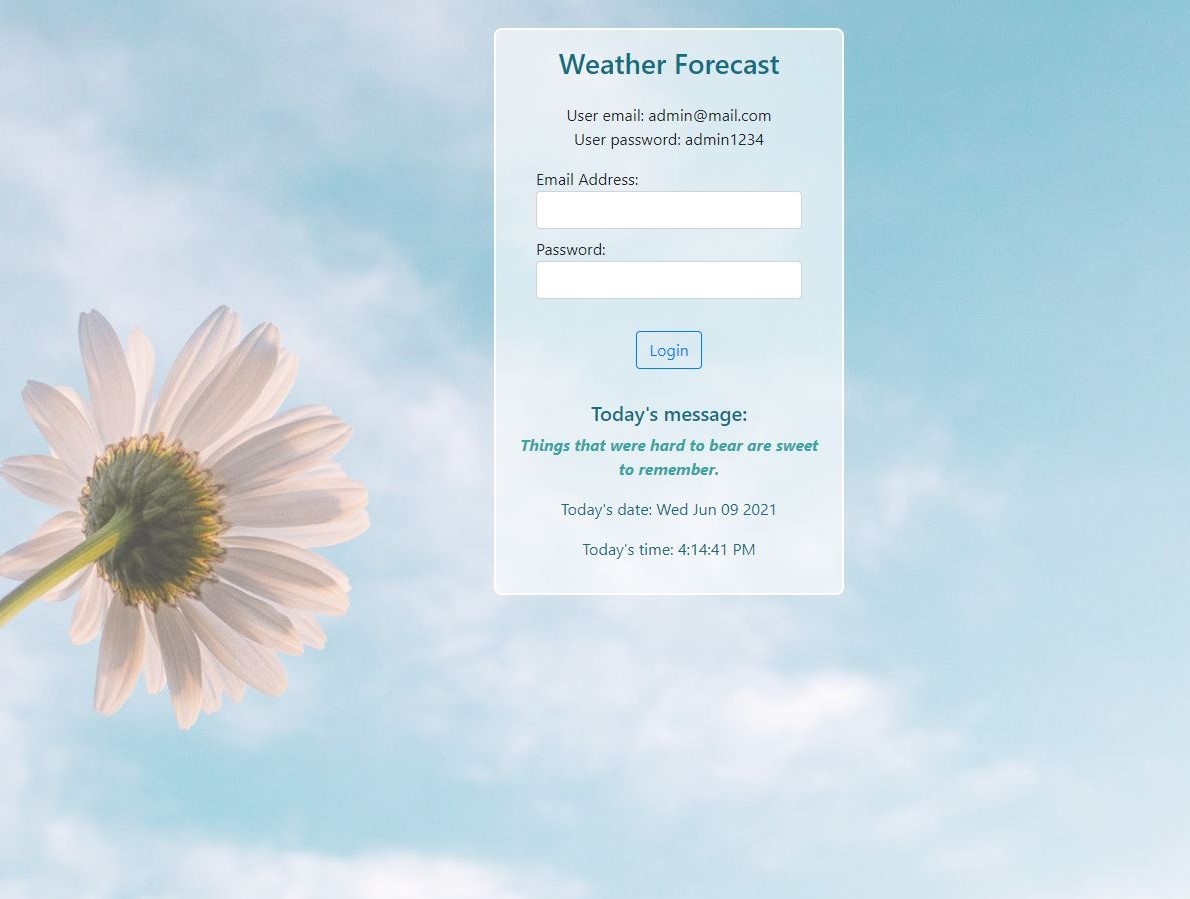 Weather Forecast
User email: admin@mail.com
User password: admin1234
Email Address:
Password:
Login
Today's message:
Things that were hard to bear are sweet
to remember.
Today's date: Wed Jun 09 2021
Today's time: 4:14:41 PM